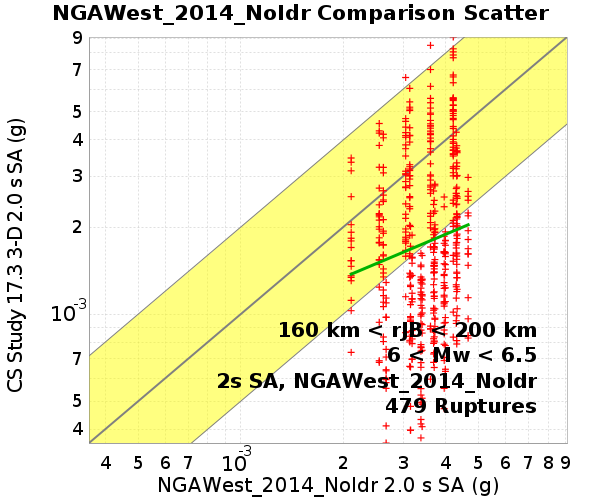 NGAWest_2014_NoIdr Comparison Scatter
CS Study 17.3 3-D 2.0 s SA (g)
9
7
5
4
3
2
10-3
7
5
4
160 km < rJB < 200 km
6 < Mw < 6.5
2s SA, NGAWest_2014_NoIdr
479 Ruptures
4 5 6 7 10-3 2 3 4 5 6 7 8 9
NGAWest_2014_NoIdr 2.0 s SA (g)